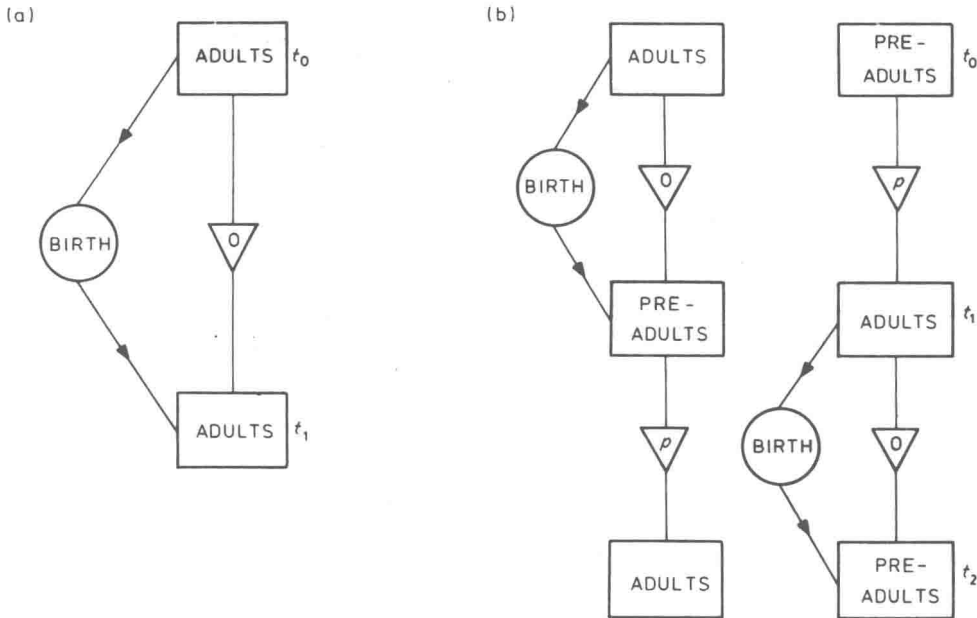 (a)
ADULTS t₀
BIRTH
0
ADULTS t₁
(b)
ADULTS
PRE-
ADULTS
t₀
BIRTH
0
p
PRE-
ADULTS
ADULTS
t₁
p
BIRTH
0
ADULTS
PRE-
ADULTS
t₂